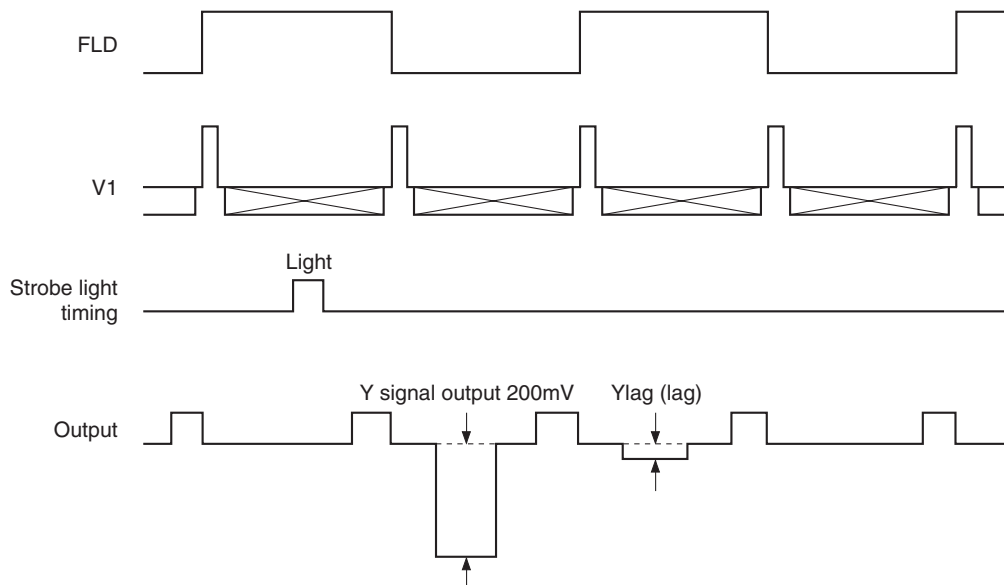 FLD
V1
Light
Strobe light
timing
Y signal output 200mV
Ylag (lag)
Output